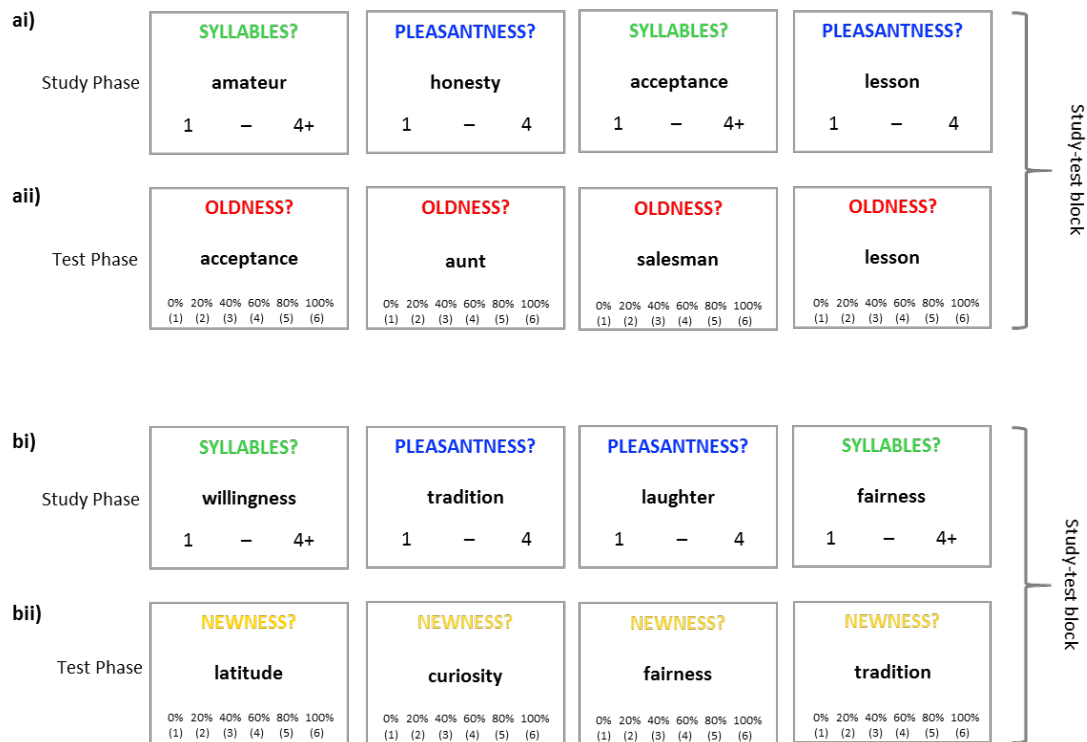 ai)
SYLLABLES? PLEASANTNESS? SYLLABLES? PLEASANTNESS?
Study Phase amateur honesty acceptance lesson
1 – 4+ 1 – 4 1 – 4+ 1 – 4
aii)
OLDNESS? OLDNESS? OLDNESS? OLDNESS?
Test Phase acceptance aunt salesman lesson
0% 20% 40% 60% 80% 100% 0% 20% 40% 60% 80% 100% 0% 20% 40% 60% 80% 100% 0% 20% 40% 60% 80% 100%
(1) (2) (3) (4) (5) (6) (1) (2) (3) (4) (5) (6) (1) (2) (3) (4) (5) (6) (1) (2) (3) (4) (5) (6)
Study-test block
bi)
SYLLABLES? PLEASANTNESS? PLEASANTNESS? SYLLABLES?
Study Phase willingness tradition laughter fairness
1 – 4+ 1 – 4 1 – 4 1 – 4+
bii)
NEWNESS? NEWNESS? NEWNESS? NEWNESS?
Test Phase latitude curiosity fairness tradition
0% 20% 40% 60% 80% 100% 0% 20% 40% 60% 80% 100% 0% 20% 40% 60% 80% 100% 0% 20% 40% 60% 80% 100%
(1) (2) (3) (4) (5) (6) (1) (2) (3) (4) (5) (6) (1) (2) (3) (4) (5) (6) (1) (2) (3) (4) (5) (6)
Study-test block